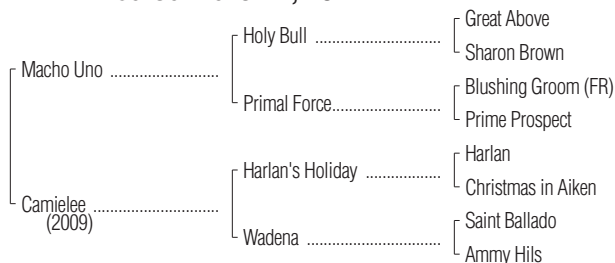 Great Above
Holy Bull
Sharon Brown
Macho Uno
Blushing Groom (FR)
Primal Force
Prime Prospect
Harlan
Harlan's Holiday
Christmas in Aiken
Camielee
(2009)
Saint Ballado
Wadena
Ammy Hils